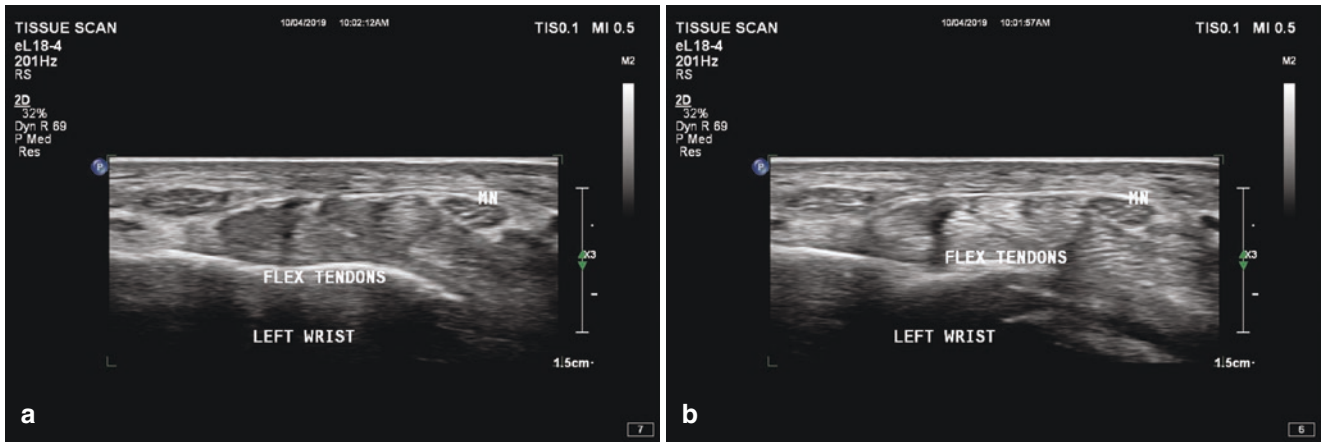 TISSUE SCAN
10/04/2019 10:02:12AM
TIS0.1 MI 0.5
eL18-4
201Hz
RS
M2
2D
32%
Dyn R 69
P Med
Res
P
MN
X3
FLEX TENDONS
LEFT WRIST
1.5cm
a
7
TISSUE SCAN
10/04/2019 10:01:57AM
TIS0.1 MI 0.5
eL18-4
201Hz
RS
M2
2D
32%
Dyn R 69
P Med
Res
P
MN
X3
FLEX TENDONS
LEFT WRIST
1.5cm
b